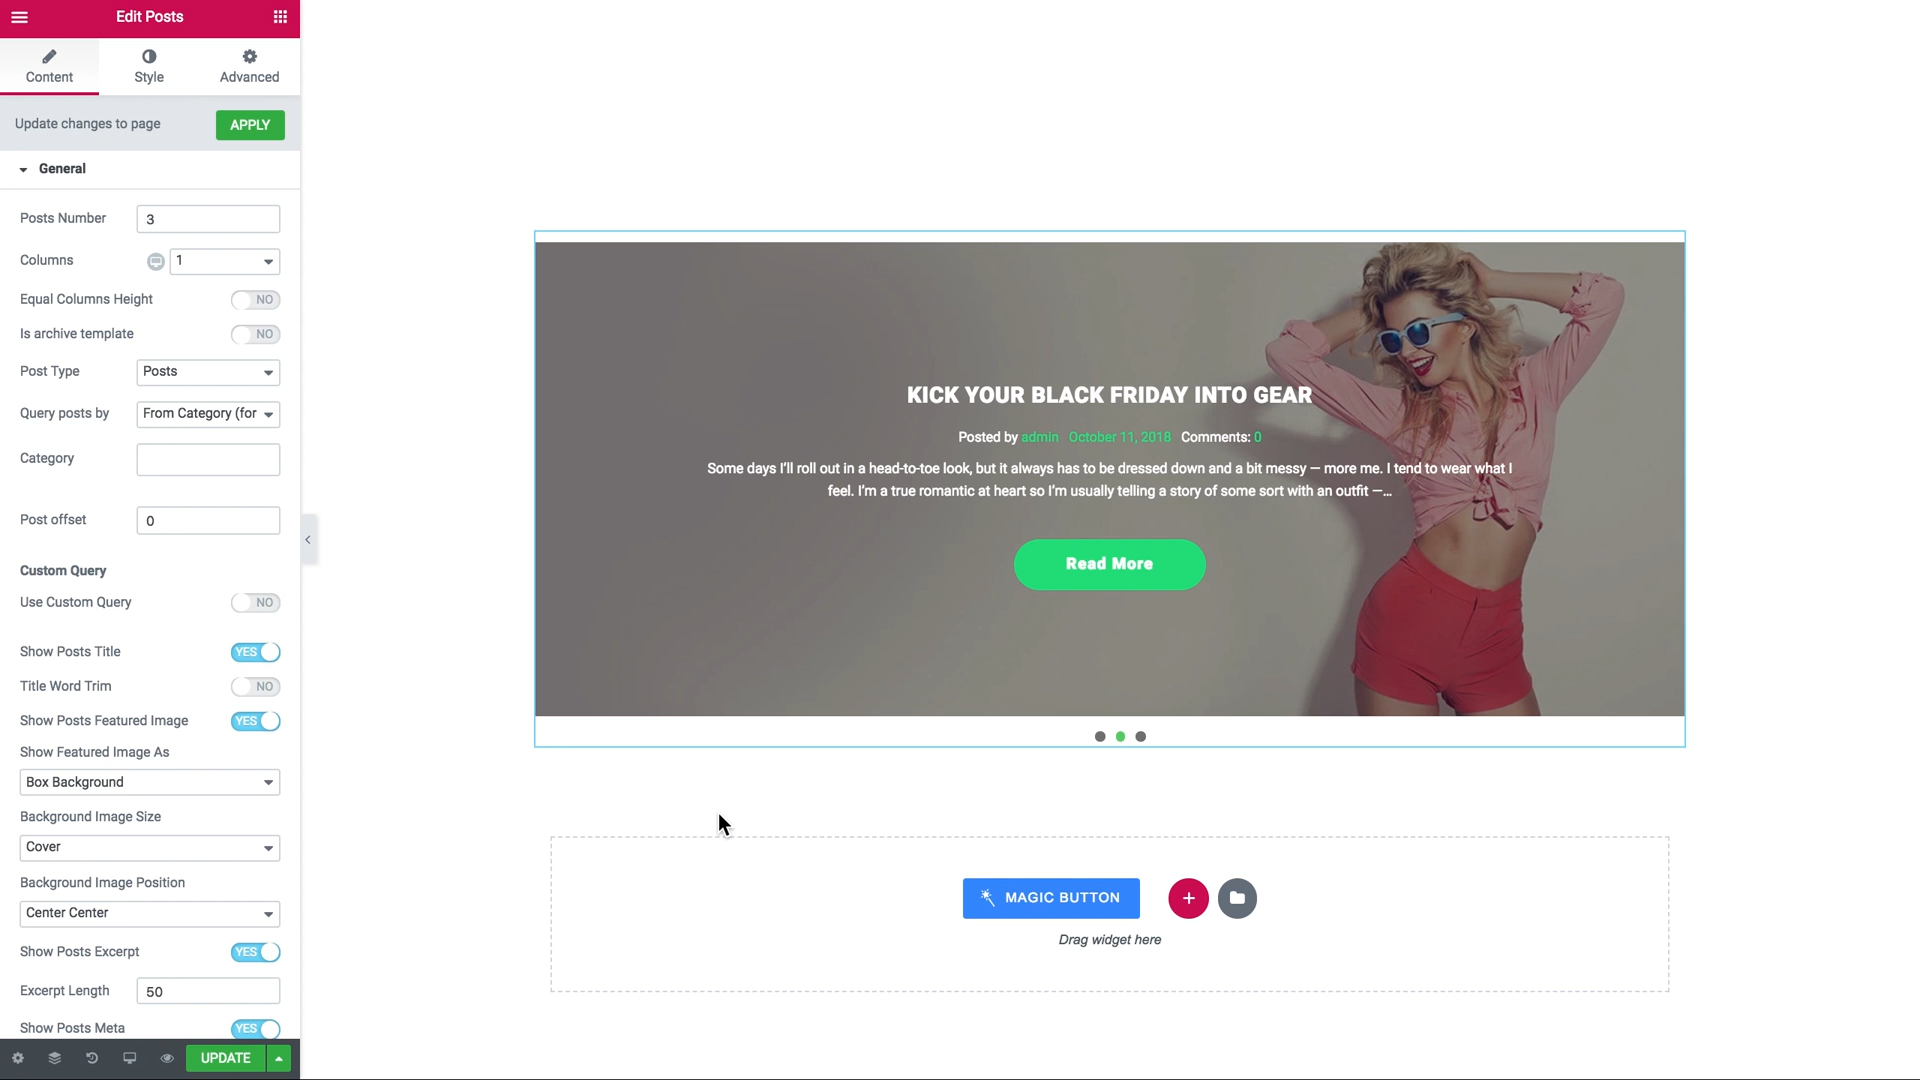 Edit Posts
Content
Style
Advanced
Update changes to page
APPLY
General
Posts Number
3
Columns
1
Equal Columns Height
NO
Is archive template
NO
Post Type
Posts
Query posts by
From Category (for
Category
Post offset
0
Custom Query
Use Custom Query
NO
Show Posts Title
YES
Title Word Trim
NO
Show Posts Featured Image
YES
Show Featured Image As
Box Background
Background Image Size
Cover
Background Image Position
Center Center
Show Posts Excerpt
YES
Excerpt Length
50
Show Posts Meta
YES
UPDATE
KICK YOUR BLACK FRIDAY INTO GEAR
Posted by admin October 11, 2018 Comments: 0
Some days I'll roll out in a head-to-toe look, but it always has to be dressed down and a bit messy — more me. I tend to wear what I
feel. I'm a true romantic at heart so I'm usually telling a story of some sort with an outfit —...
Read More
MAGIC BUTTON
Drag widget here